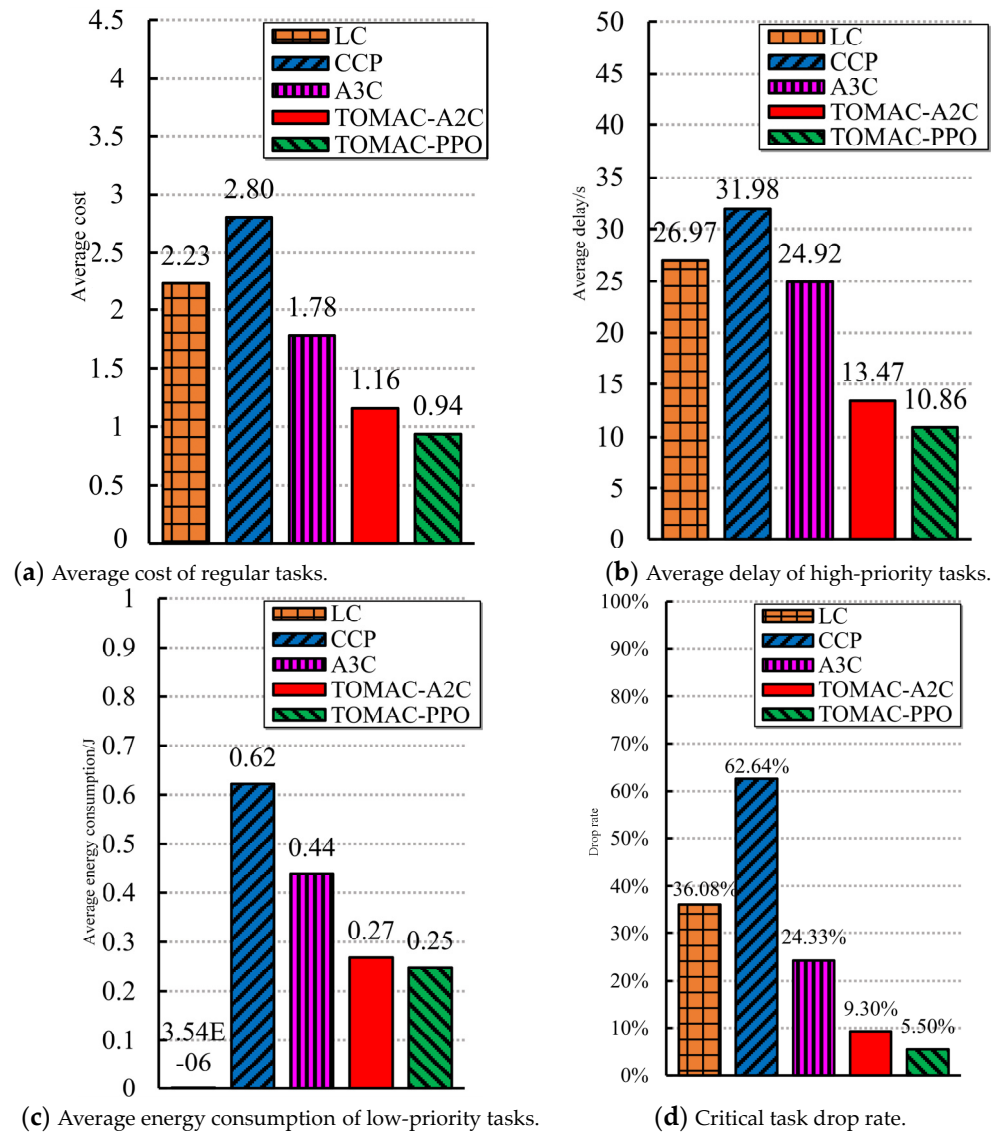 4.5
4
3.5
3
2.5
2
1.5
1
0.5
0
Average cost
LC
CCP
A3C
TOMAC-A2C
TOMAC-PPO
2.23
2.80
1.78
1.16
0.94
(a) Average cost of regular tasks.
50
45
40
35
30
25
20
15
10
5
0
Average delay/s
LC
CCP
A3C
TOMAC-A2C
TOMAC-PPO
26.97
31.98
24.92
13.47
10.86
(b) Average delay of high-priority tasks.
1
0.9
0.8
0.7
0.6
0.5
0.4
0.3
0.2
0.1
0
Average energy consumption/J
LC
CCP
A3C
TOMAC-A2C
TOMAC-PPO
3.54E
-06
0.62
0.44
0.27
0.25
(c) Average energy consumption of low-priority tasks.
100%
90%
80%
70%
60%
50%
40%
30%
20%
10%
0%
Drop rate
LC
CCP
A3C
TOMAC-A2C
TOMAC-PPO
36.08%
62.64%
24.33%
9.30%
5.50%
(d) Critical task drop rate.